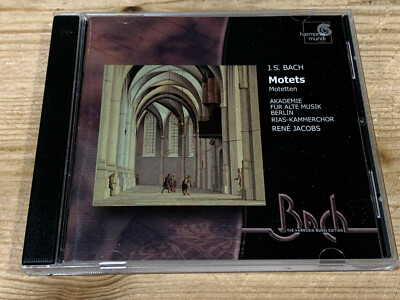 harmonia
mundi
J.S. BACH
Motets
Motetten
AKADEMIE
FÜR ALTE MUSIK
BERLIN
RIAS-KAMMERCHOR
RENÉ JACOBS
Bach
THE HARMONIA MUNDI EDITION